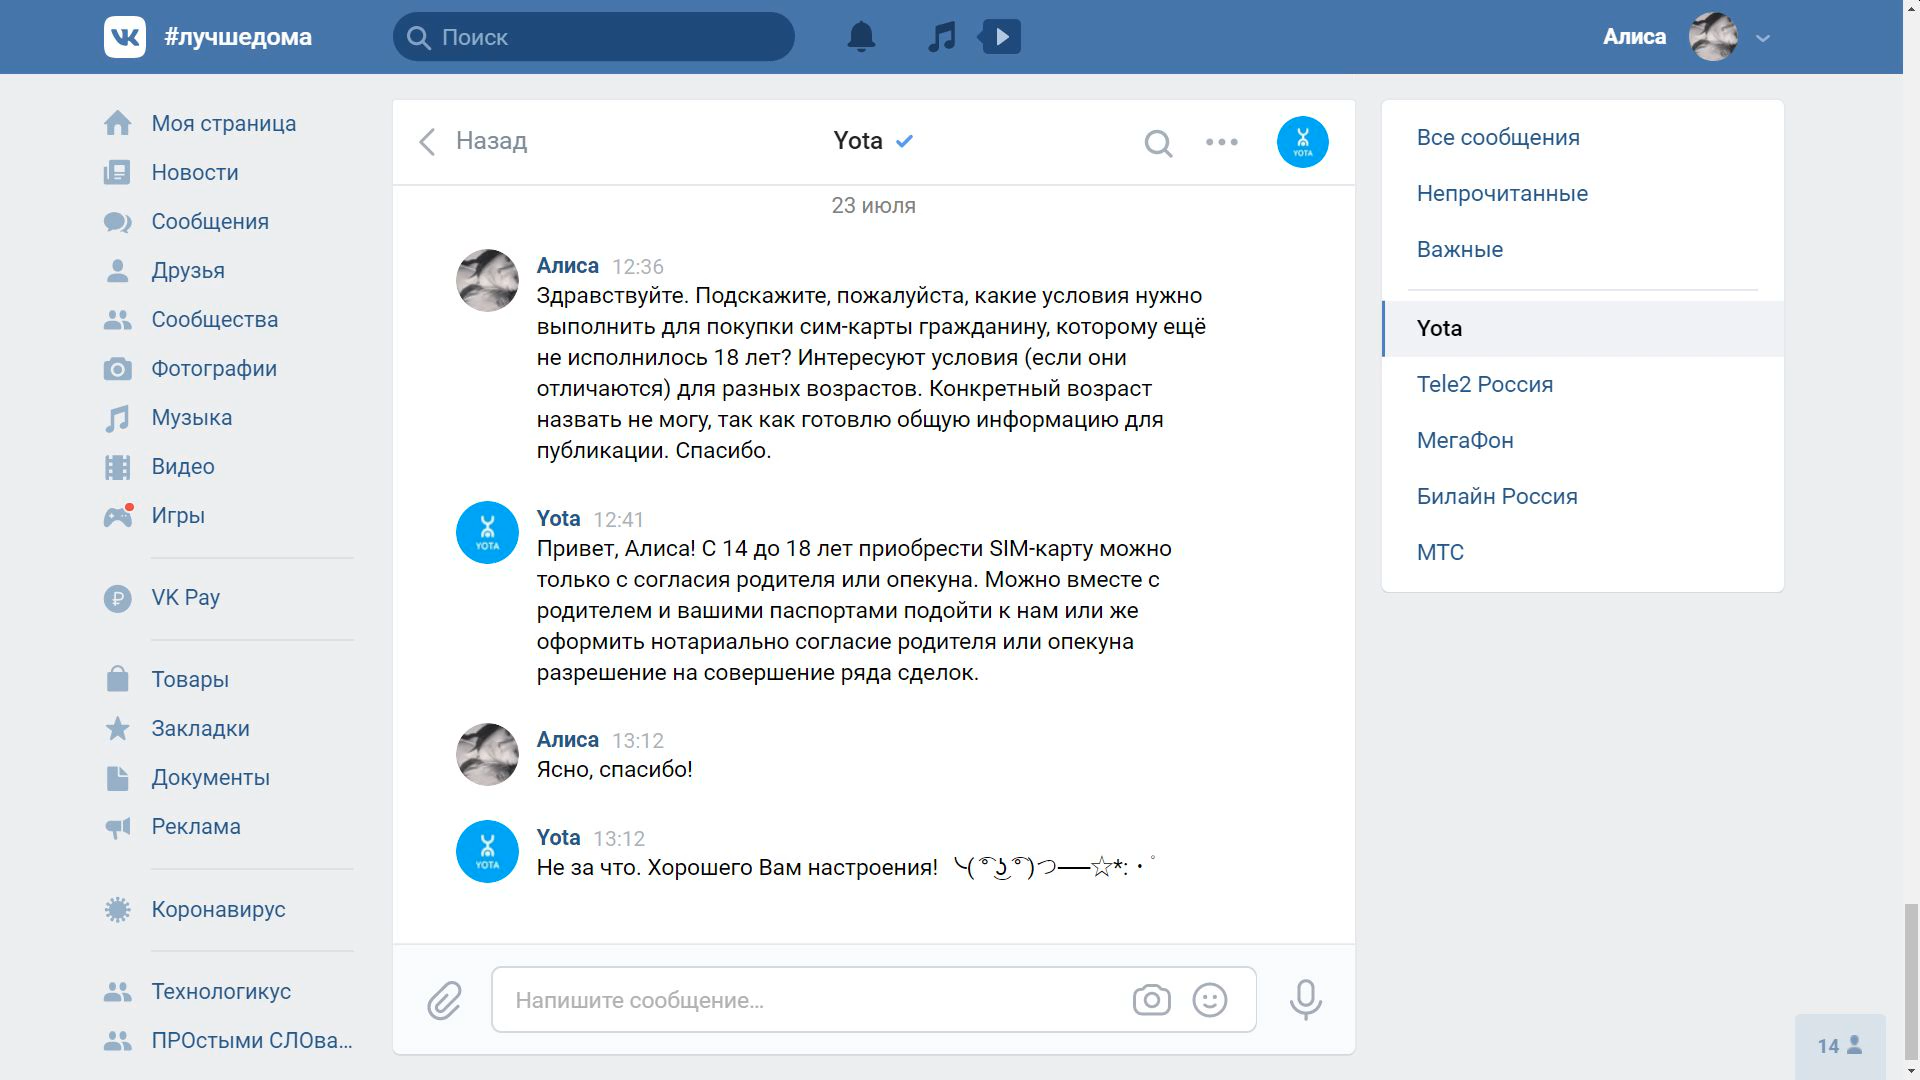 #лучшедома
Поиск
Алиса
Моя страница
Новости
Сообщения
Друзья
Сообщества
Фотографии
Музыка
Видео
Игры
VK Pay
Товары
Закладки
Документы
Реклама
Коронавирус
Технологикус
ПРОстыми СЛОва...
Назад
Yota
YOTA
23 июля
Алиса 12:36
Здравствуйте. Подскажите, пожалуйста, какие условия нужно
выполнить для покупки сим-карты гражданину, которому ещё
не исполнилось 18 лет? Интересуют условия (если они
отличаются) для разных возрастов. Конкретный возраст
назвать не могу, так как готовлю общую информацию для
публикации. Спасибо.
YOTA
Yota 12:41
Привет, Алиса! С 14 до 18 лет приобрести SIM-карту можно
только с согласия родителя или опекуна. Можно вместе с
родителем и вашими паспортами подойти к нам или же
оформить нотариально согласие родителя или опекуна
разрешение на совершение ряда сделок.
Алиса 13:12
Ясно, спасибо!
YOTA
Yota 13:12
Не за что. Хорошего Вам настроения! ╰( ͡° ͜ʖ ͡° )つ──☆*:・ﾟ
Напишите сообщение...
Все сообщения
Непрочитанные
Важные
Yota
Tele2 Россия
МегаФон
Билайн Россия
МТС
14